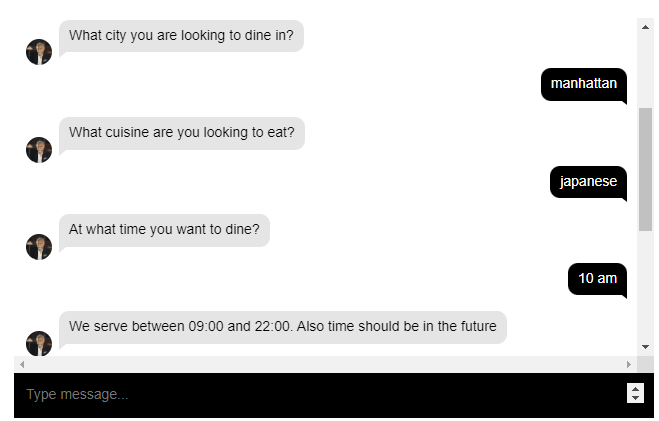 What city you are looking to dine in?
manhattan
What cuisine are you looking to eat?
japanese
At what time you want to dine?
10 am
We serve between 09:00 and 22:00. Also time should be in the future
Type message...